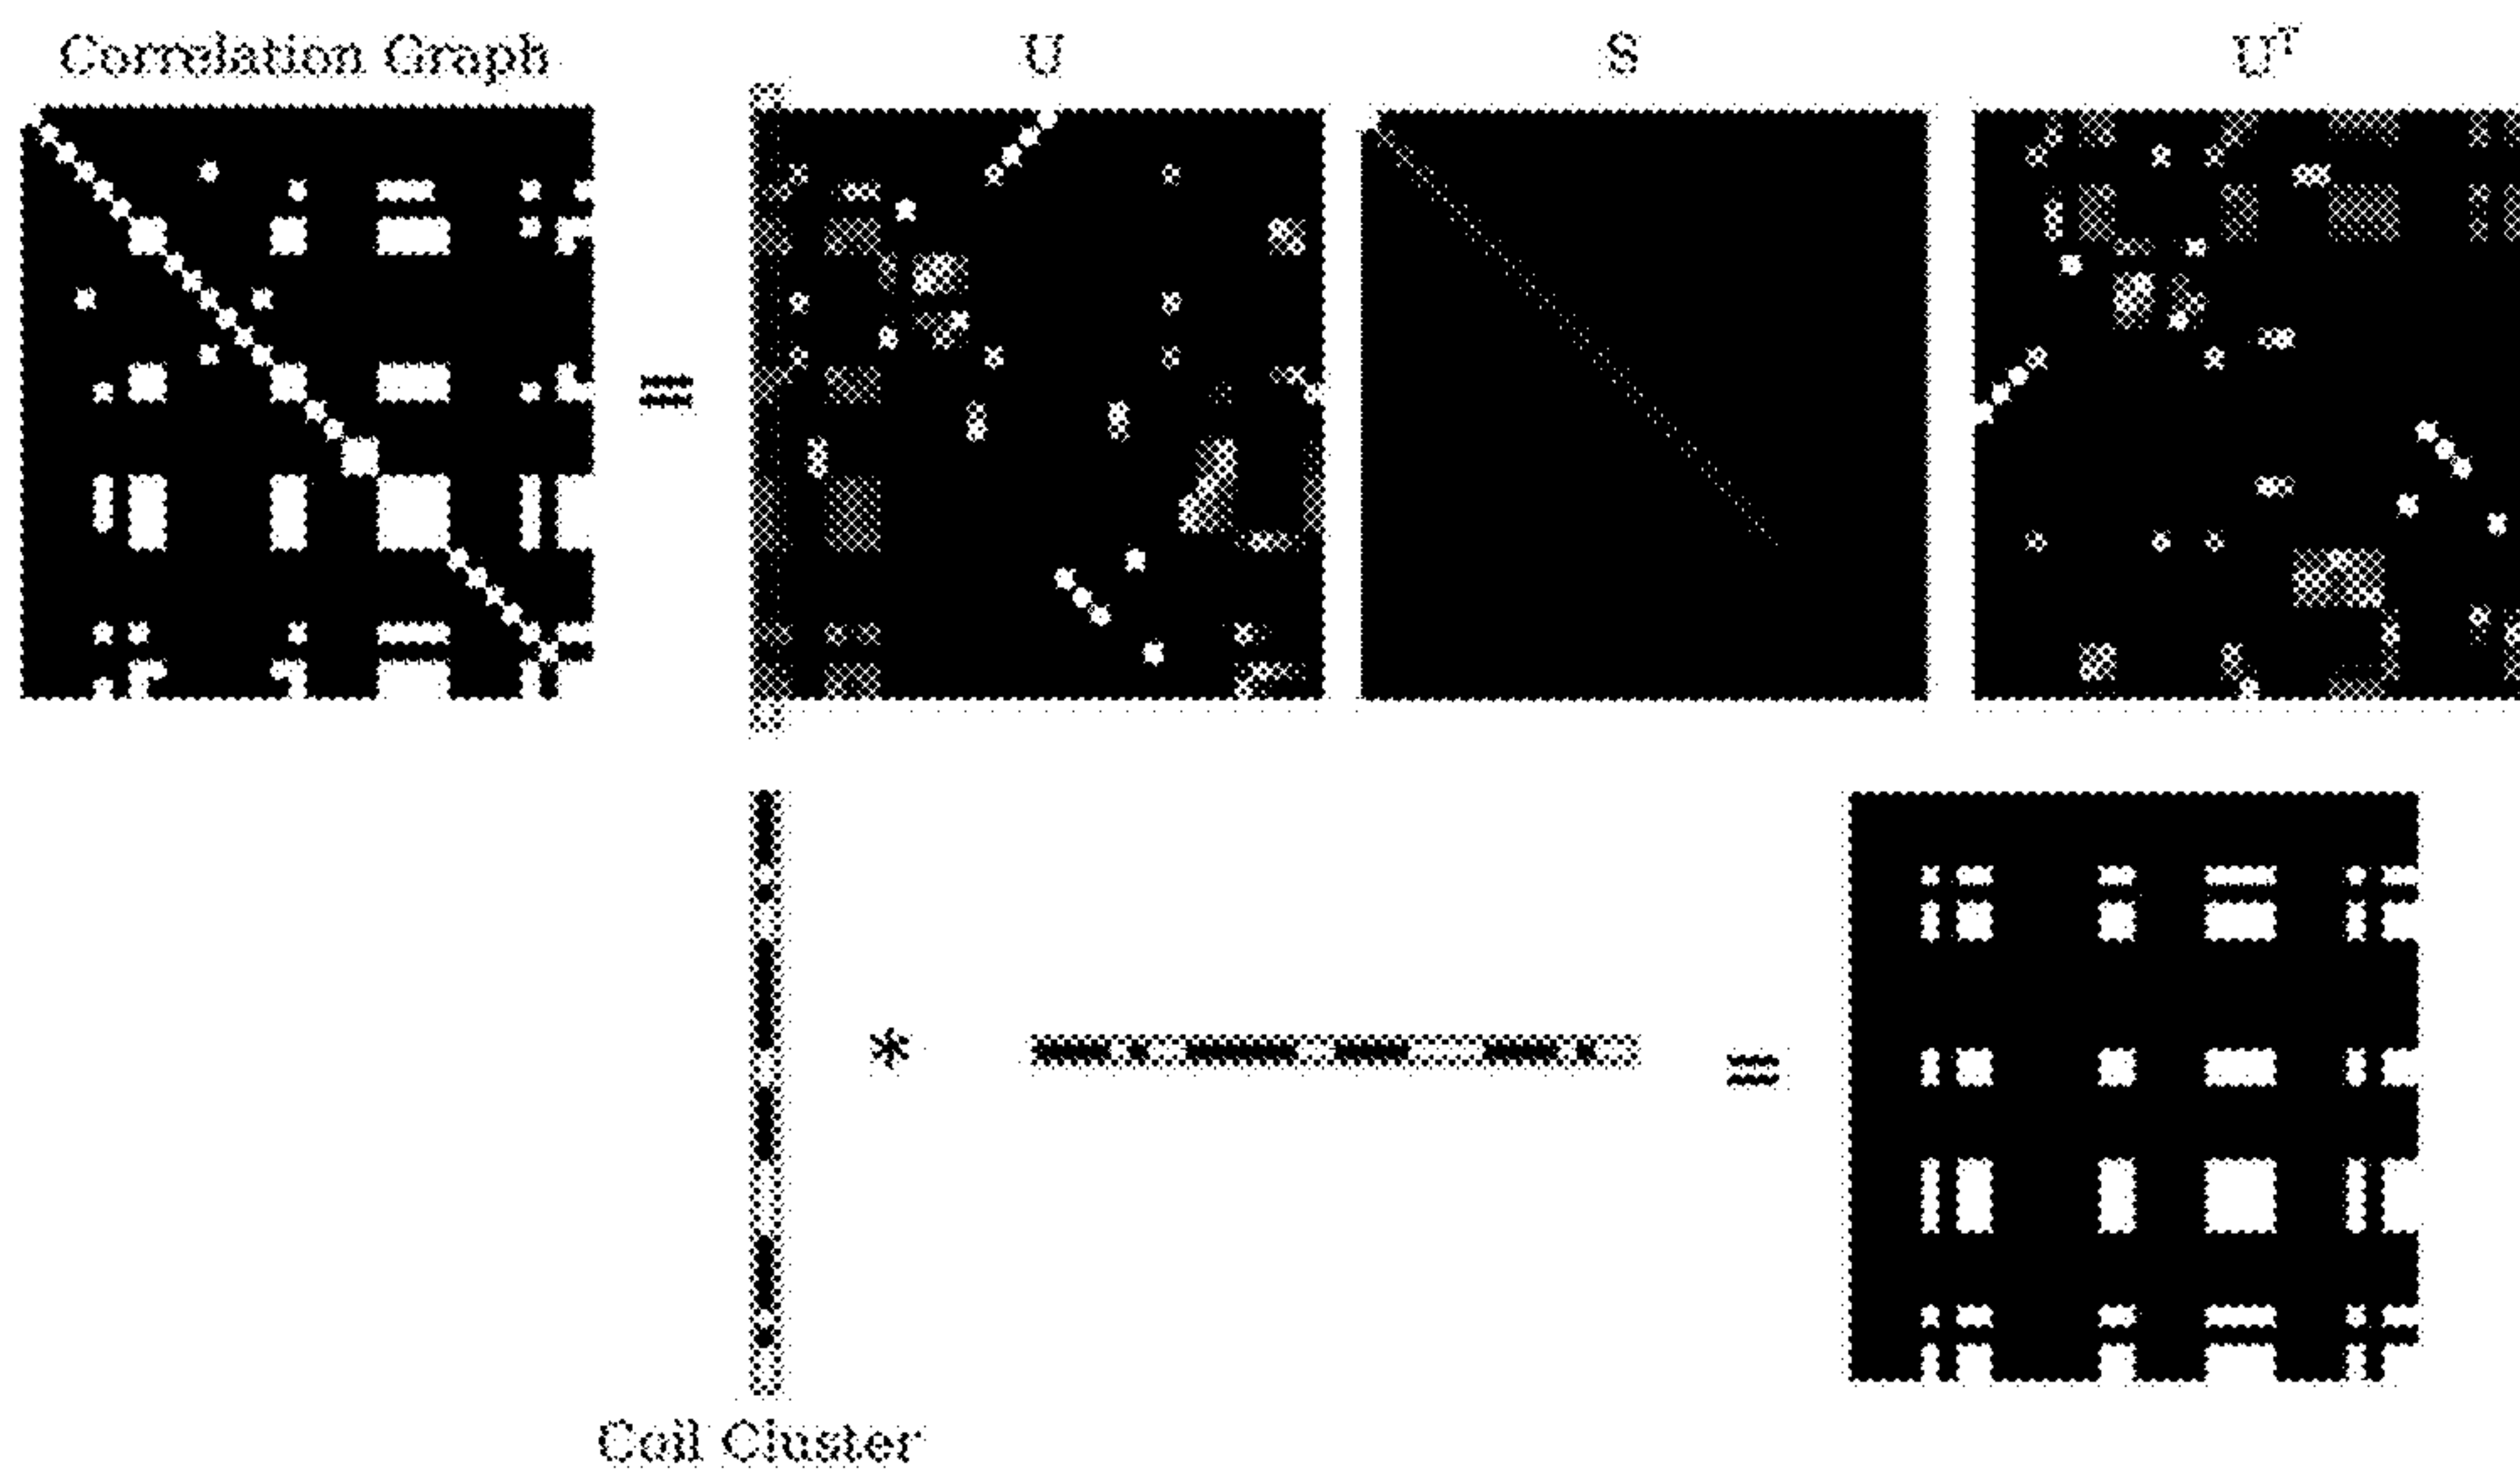 Correlation Graph
U
S
Uᵀ
=
* =
Coil Cluster